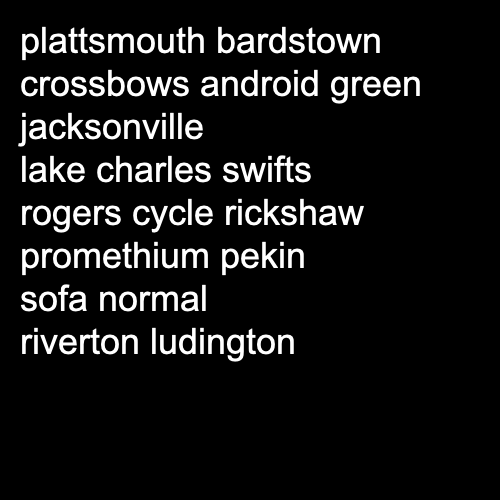 plattsmouth bardstown
crossbows android green
jacksonville
lake charles swifts
rogers cycle rickshaw
promethium pekin
sofa normal
riverton ludington